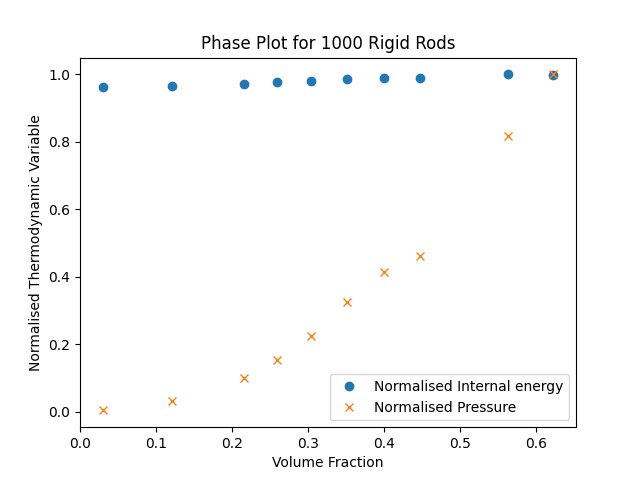 Phase Plot for 1000 Rigid Rods
Normalised Thermodynamic Variable
1.0
0.8
0.6
0.4
0.2
0.0
Normalised Internal energy
Normalised Pressure
0.0 0.1 0.2 0.3 0.4 0.5 0.6
Volume Fraction